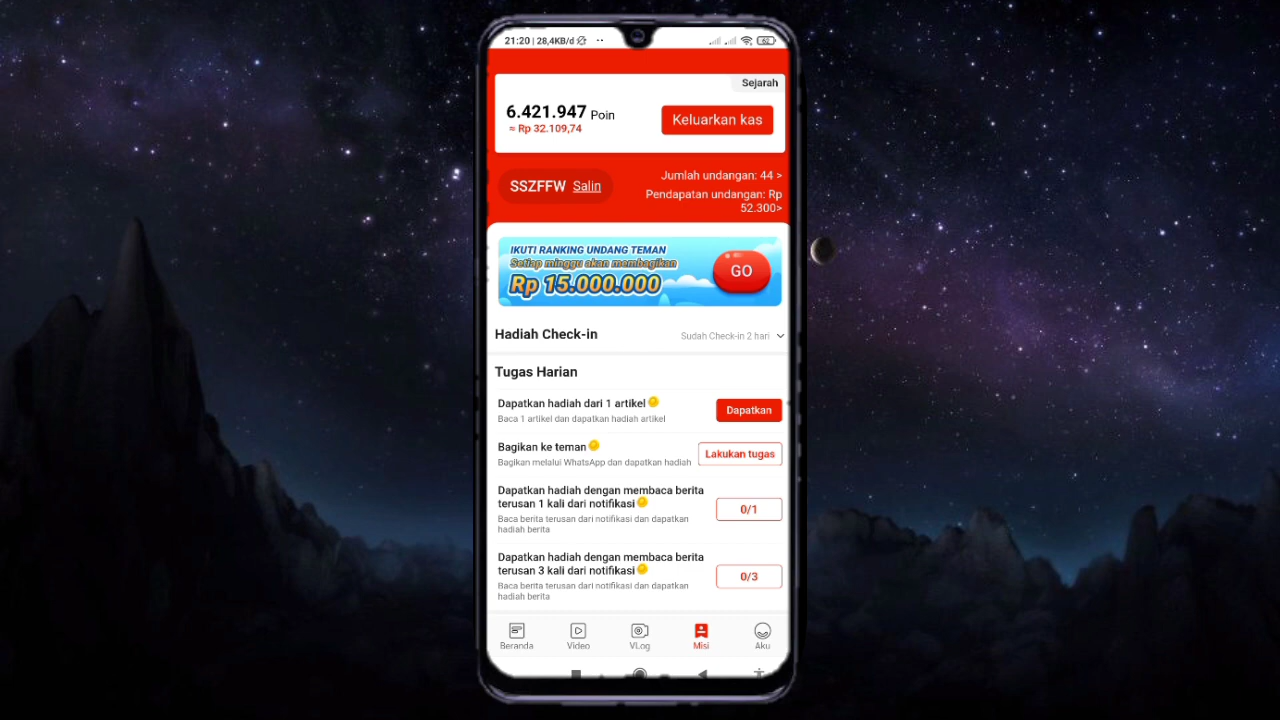 21:20 | 28,4KB/d
62
Sejarah
6.421.947 Poin
≈ Rp 32.109,74
Keluarkan kas
SSZFFW Salin
Jumlah undangan: 44 >
Pendapatan undangan: Rp
52.300>
IKUTI RANKING UNDANG TEMAN
Setiap minggu akan membagikan
Rp 15.000.000
GO
Hadiah Check-in
Sudah Check-in 2 hari
Tugas Harian
Dapatkan hadiah dari 1 artikel
Baca 1 artikel dan dapatkan hadiah artikel
Dapatkan
Bagikan ke teman
Bagikan melalui WhatsApp dan dapatkan hadiah
Lakukan tugas
Dapatkan hadiah dengan membaca berita
terusan 1 kali dari notifikasi
Baca berita terusan dari notifikasi dan dapatkan
hadiah berita
0/1
Dapatkan hadiah dengan membaca berita
terusan 3 kali dari notifikasi
Baca berita terusan dari notifikasi dan dapatkan
hadiah berita
0/3
Beranda
Video
VLog
Misi
Aku